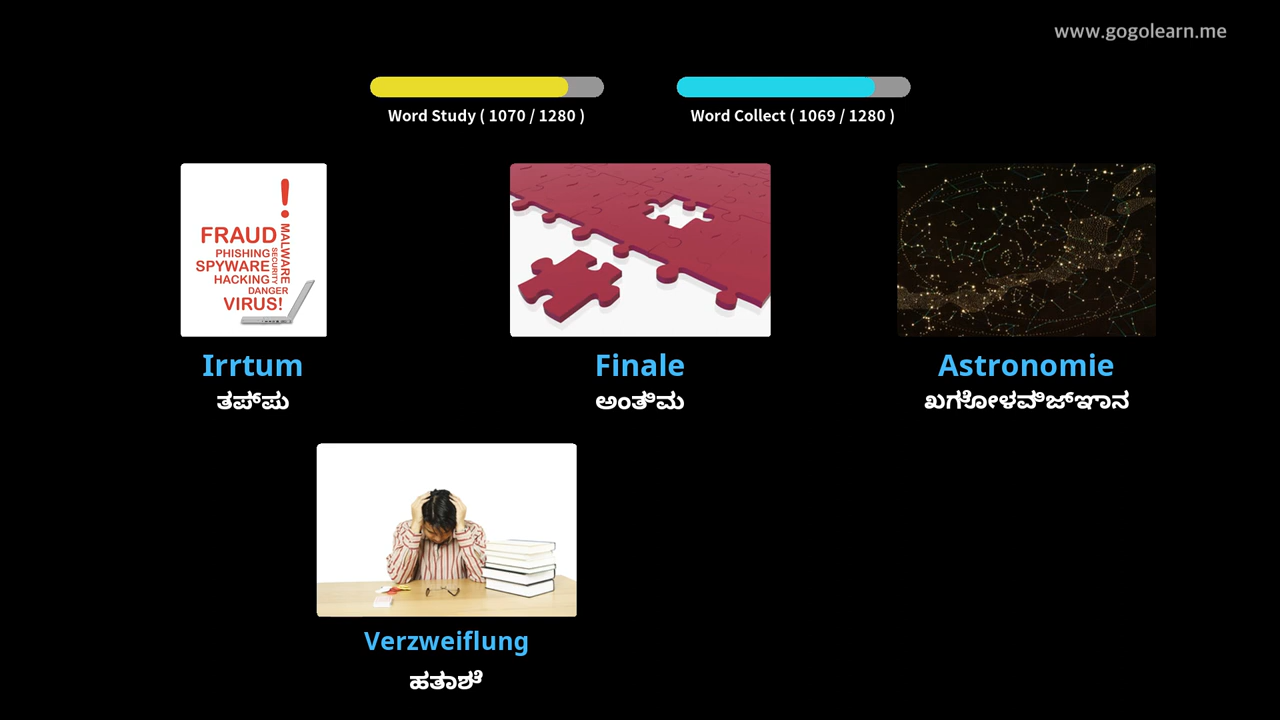 www.gogolearn.me
Word Study ( 1070 / 1280 )
Word Collect ( 1069 / 1280 )
!
FRAUD
MALWARE
PHISHING
SECURITY
SPYWARE
HACKING
DANGER
VIRUS!
Irrtum
Finale
Astronomie
ತಪ್ಪು
ಅಂತಿಮ
ಖಗೋಳವಿಜ್ಞಾನ
Verzweiflung
ಹತಾಶೆ